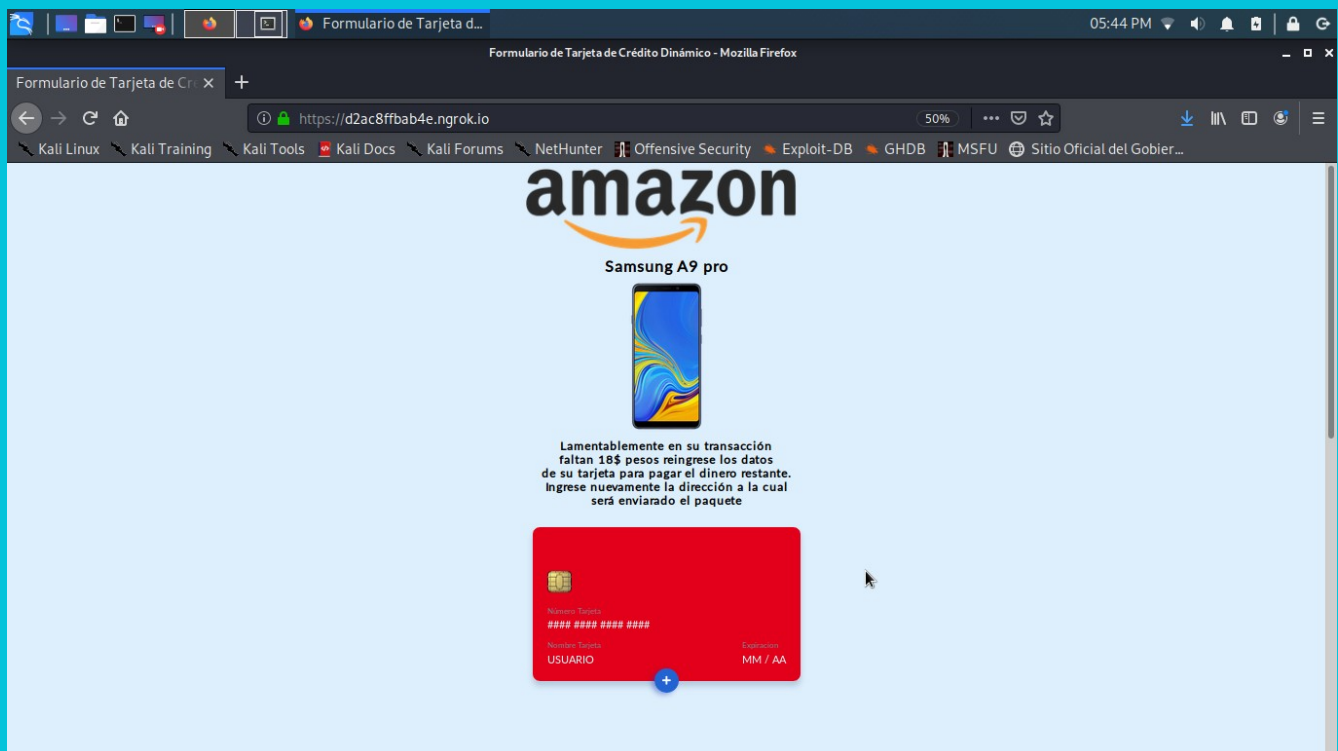 Formulario de Tarjeta d...
05:44 PM
Formulario de Tarjeta de Crédito Dinámico - Mozilla Firefox
Formulario de Tarjeta de Cré
https://d2ac8ffbab4e.ngrok.io
50%
Kali Linux Kali Training Kali Tools Kali Docs Kali Forums NetHunter Offensive Security Exploit-DB GHDB MSFU Sitio Oficial del Gobier...
amazon
Samsung A9 pro
Lamentablemente en su transacción
faltan 18$ pesos reingrese los datos
de su tarjeta para pagar el dinero restante.
Ingrese nuevamente la dirección a la cual
será enviarado el paquete
Número Tarjeta
#### #### #### ####
Nombre Tarjeta Expiracion
USUARIO MM / AA
+